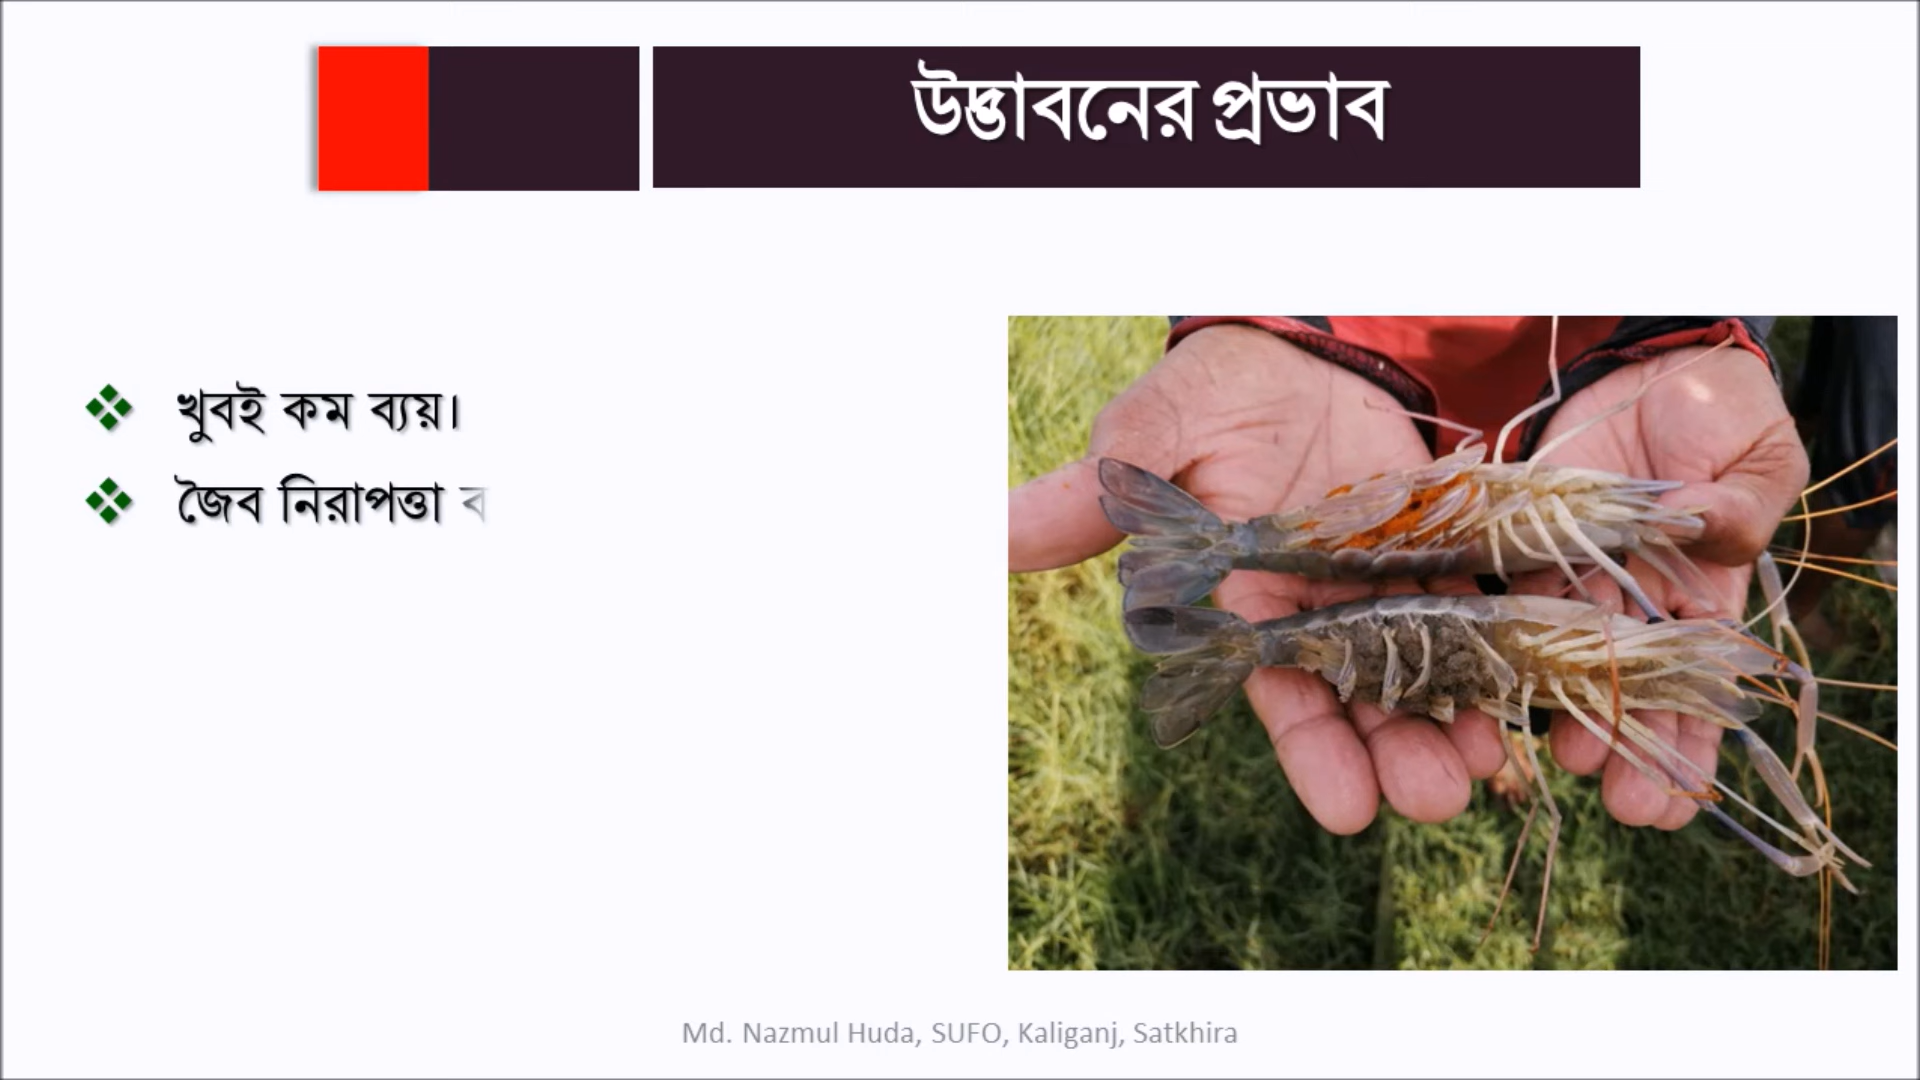 উদ্ভাবনের প্রভাব
খুবই কম ব্যয়।
জৈব নিরাপত্তা ব
Md. Nazmul Huda, SUFO, Kaliganj, Satkhira